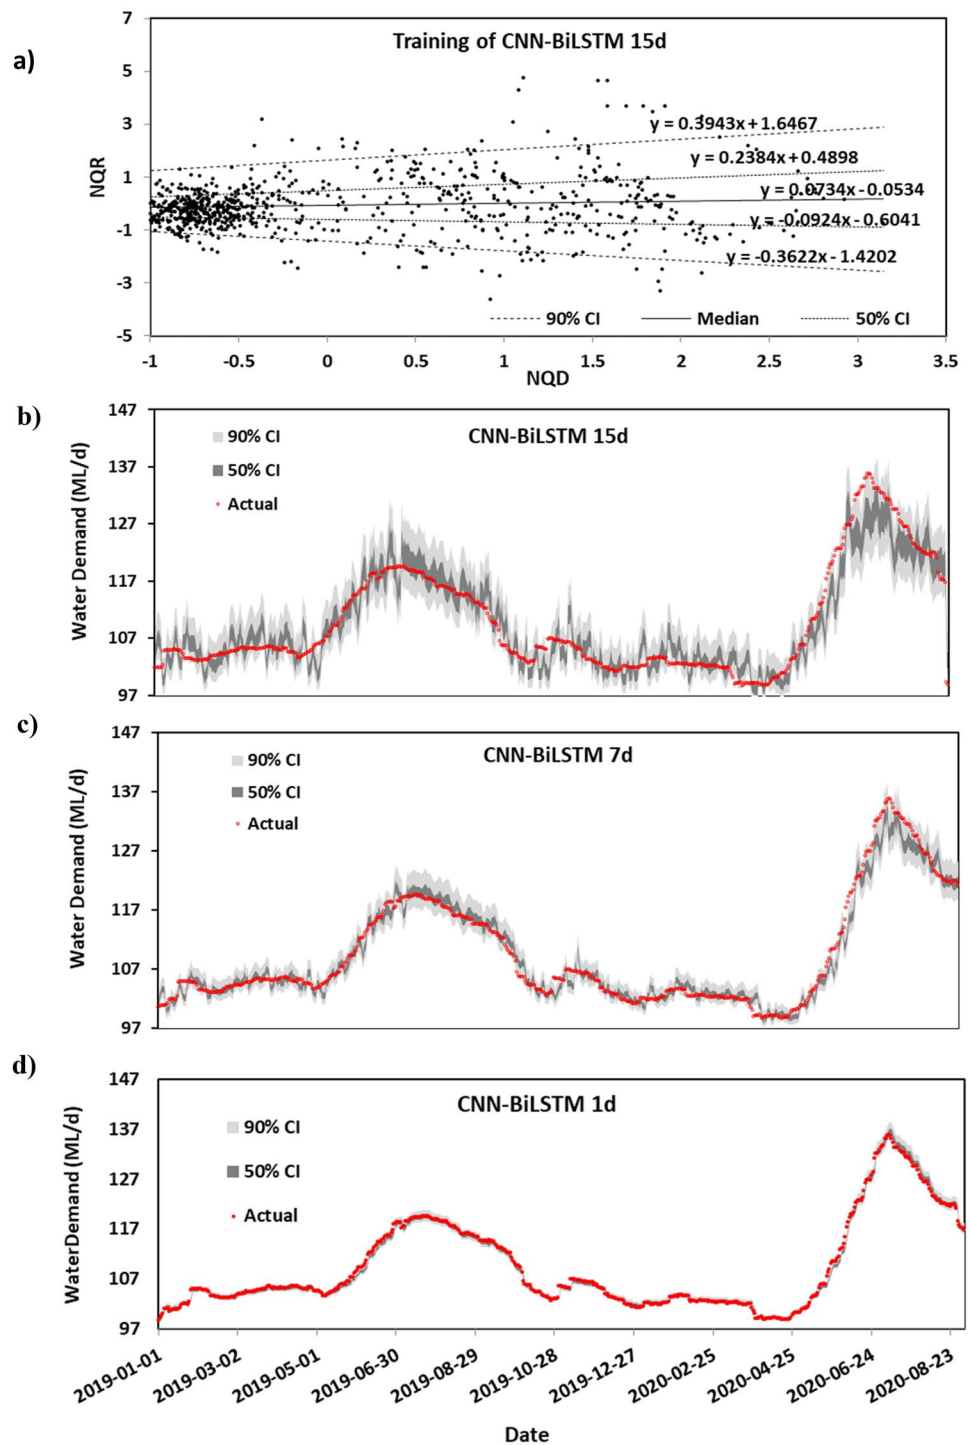 a)
Training of CNN-BiLSTM 15d
7
5
3
1
-1
-3
-5
NQR
y = 0.3943x + 1.6467
y = 0.2384x + 0.4898
y = 0.0734x - 0.0534
y = -0.0924x - 0.6041
y = -0.3622x - 1.4202
90% CI Median 50% CI
-1 -0.5 0 0.5 1 1.5 2 2.5 3 3.5
NQD
b)
CNN-BiLSTM 15d
147
137
127
117
107
97
Water Demand (ML/d)
90% CI
50% CI
Actual
c)
CNN-BiLSTM 7d
147
137
127
117
107
97
Water Demand (ML/d)
90% CI
50% CI
Actual
d)
CNN-BiLSTM 1d
147
137
127
117
107
97
WaterDemand (ML/d)
90% CI
50% CI
Actual
2019-01-01 2019-03-02 2019-05-01 2019-06-30 2019-08-29 2019-10-28 2019-12-27 2020-02-25 2020-04-25 2020-06-24 2020-08-23
Date